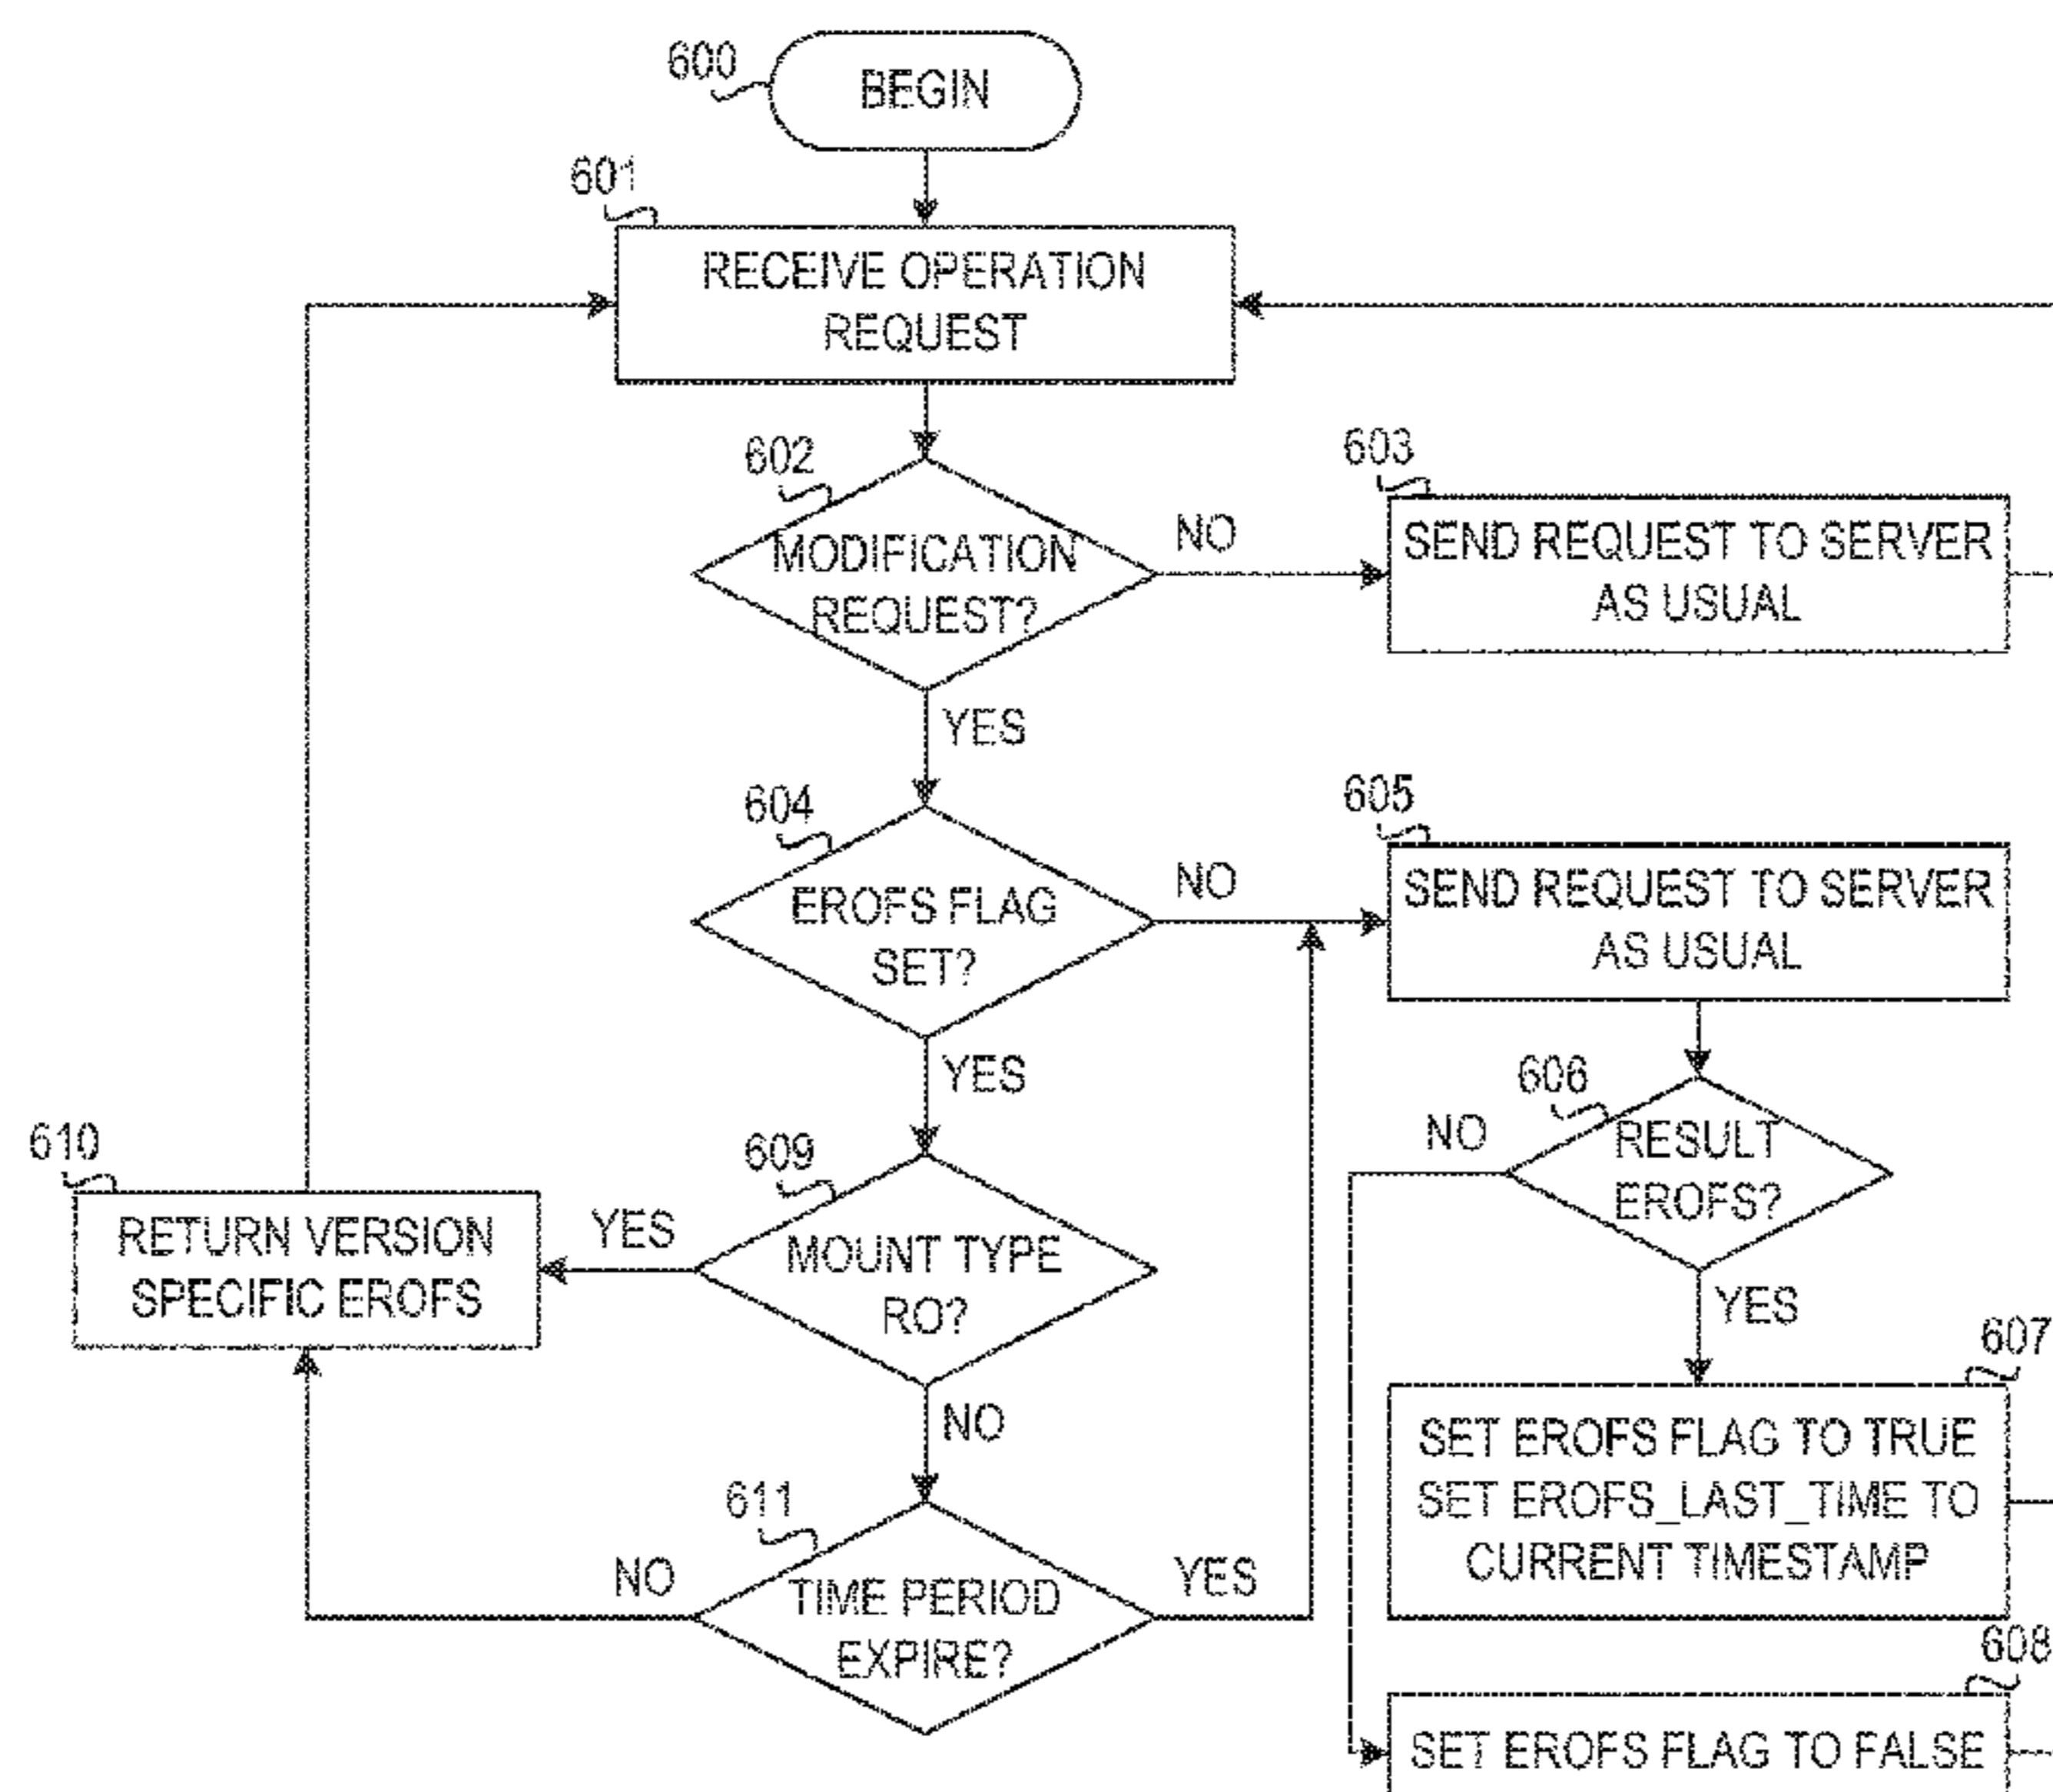 600
BEGIN
601
RECEIVE OPERATION
REQUEST
602
MODIFICATION
REQUEST?
NO
603
SEND REQUEST TO SERVER
AS USUAL
YES
604
EROFS FLAG
SET?
NO
605
SEND REQUEST TO SERVER
AS USUAL
YES
606
RESULT
EROFS?
NO
YES
609
MOUNT TYPE
RO?
YES
610
RETURN VERSION
SPECIFIC EROFS
NO
607
SET EROFS FLAG TO TRUE
SET EROFS_LAST_TIME TO
CURRENT TIMESTAMP
611
TIME PERIOD
EXPIRE?
NO
YES
608
SET EROFS FLAG TO FALSE